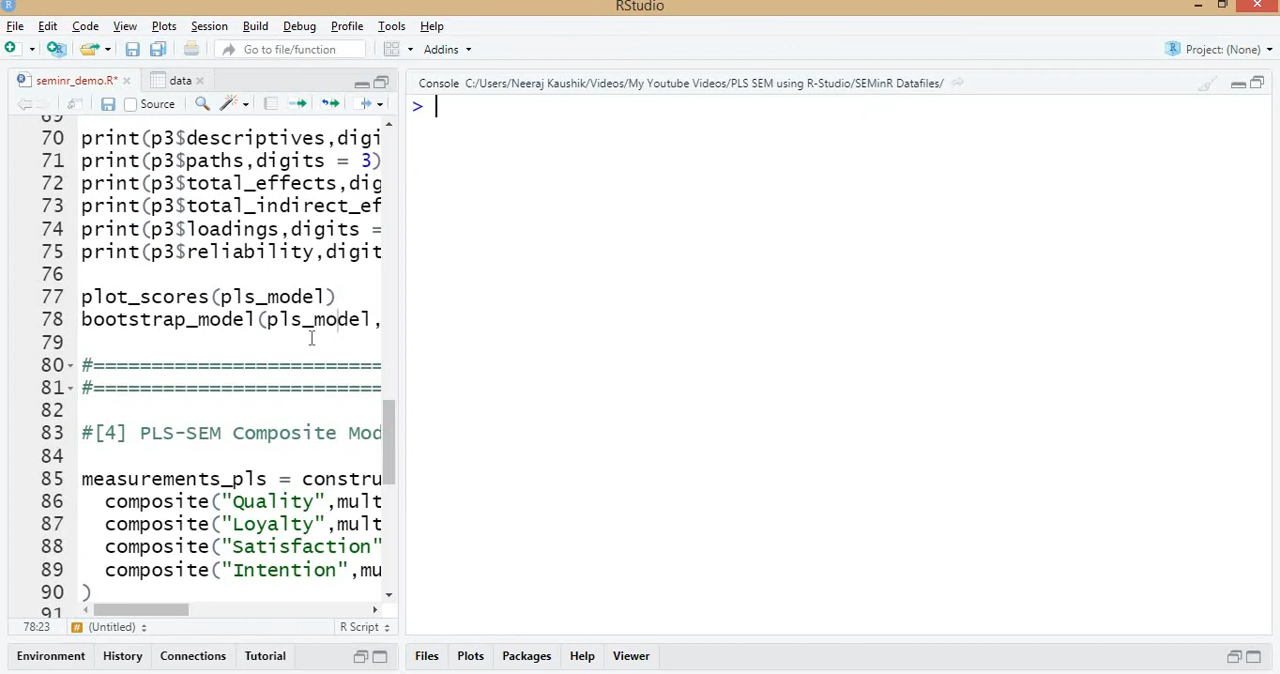 RStudio
File Edit Code View Plots Session Build Debug Profile Tools Help
Go to file/function Addins Project: (None)
seminr_demo.R* data
Source
Console C:/Users/Neeraj Kaushik/Videos/My Youtube Videos/PLS SEM using R-Studio/SEMinR Datafiles/
>
69
70 print(p3$descriptives,digi
71 print(p3$paths,digits = 3)
72 print(p3$total_effects,dig
73 print(p3$total_indirect_ef
74 print(p3$loadings,digits =
75 print(p3$reliability,digit
76
77 plot_scores(pls_model)
78 bootstrap_model(pls_model,
79
80 #=========================
81 #=========================
82
83 #[4] PLS-SEM Composite Mod
84
85 measurements_pls = constru
86 composite("Quality",mult
87 composite("Loyalty",mult
88 composite("Satisfaction"
89 composite("Intention",mu
90 )
91
78:23 # (Untitled) R Script
Environment History Connections Tutorial
Files Plots Packages Help Viewer